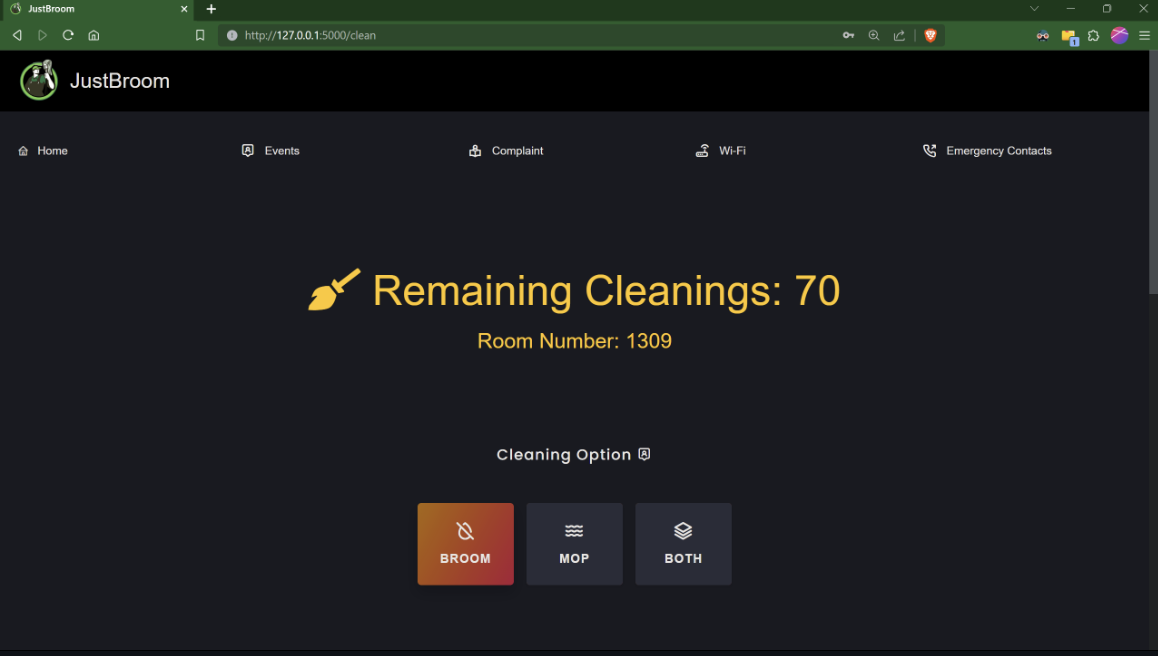 JustBroom
http://127.0.0.1:5000/clean
1
JustBroom
Home
Events
Complaint
Wi-Fi
Emergency Contacts
Remaining Cleanings: 70
Room Number: 1309
Cleaning Option
BROOM
MOP
BOTH